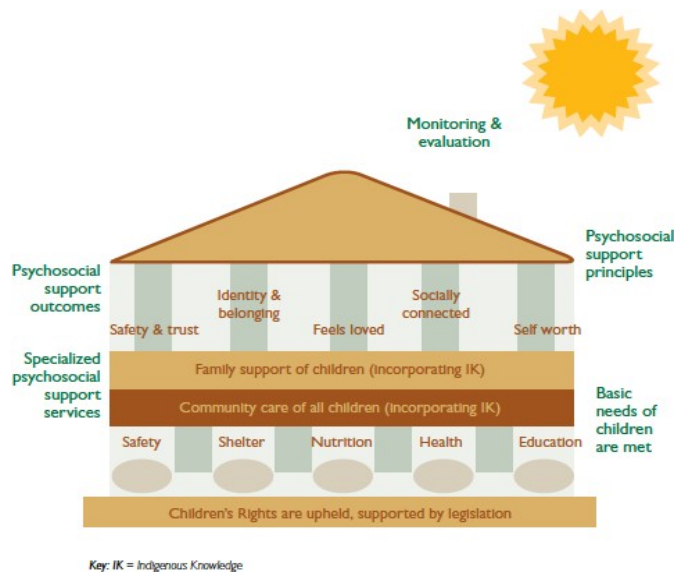 Monitoring &
evaluation
Psychosocial
support
principles
Psychosocial
support
outcomes
Identity &
belonging
Socially
connected
Safety & trust
Feels loved
Self worth
Specialized
psychosocial
support
services
Family support of children (incorporating IK)
Community care of all children (incorporating IK)
Basic
needs of
children
are met
Safety
Shelter
Nutrition
Health
Education
Children's Rights are upheld, supported by legislation
Key: IK = Indigenous Knowledge